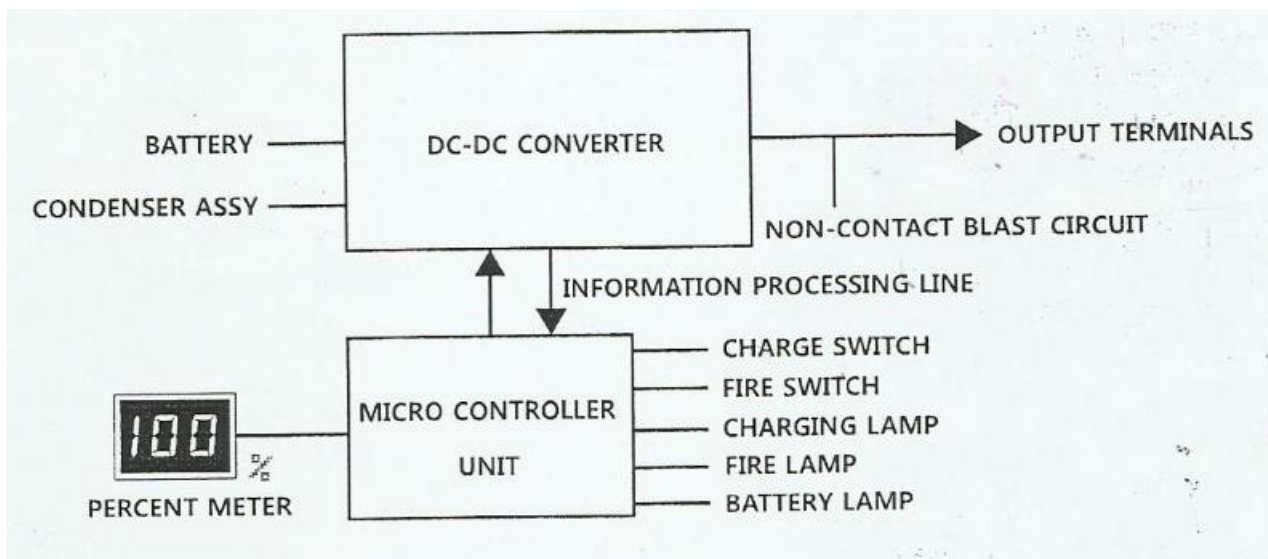 DC-DC CONVERTER
BATTERY
CONDENSER ASSY
OUTPUT TERMINALS
NON-CONTACT BLAST CIRCUIT
INFORMATION PROCESSING LINE
MICRO CONTROLLER
UNIT
CHARGE SWITCH
FIRE SWITCH
CHARGING LAMP
FIRE LAMP
BATTERY LAMP
100
%
PERCENT METER